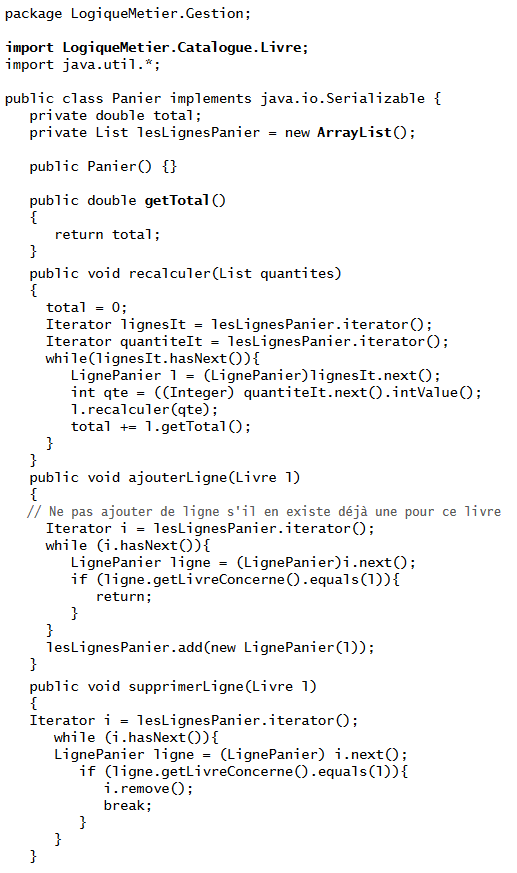 package LogiqueMetier.Gestion;
import LogiqueMetier.Catalogue.Livre;
import java.util.*;
public class Panier implements java.io.Serializable {
private double total;
private List lesLignesPanier = new ArrayList();
public Panier() {}
public double getTotal()
{
return total;
}
public void recalculer(List quantites)
{
total = 0;
Iterator lignesIt = lesLignesPanier.iterator();
Iterator quantiteIt = lesLignesPanier.iterator();
while(lignesIt.hasNext()){
LignePanier l = (LignePanier)lignesIt.next();
int qte = ((Integer) quantiteIt.next().intValue();
l.recalculer(qte);
total += l.getTotal();
}
}
public void ajouterLigne(Livre l)
{
// Ne pas ajouter de ligne s'il en existe déjà une pour ce livre
Iterator i = lesLignesPanier.iterator();
while (i.hasNext()){
LignePanier ligne = (LignePanier)i.next();
if (ligne.getLivreConcerne().equals(l)){
return;
}
}
lesLignesPanier.add(new LignePanier(l));
}
public void supprimerLigne(Livre l)
{
Iterator i = lesLignesPanier.iterator();
while (i.hasNext()){
LignePanier ligne = (LignePanier) i.next();
if (ligne.getLivreConcerne().equals(l)){
i.remove();
break;
}
}
}